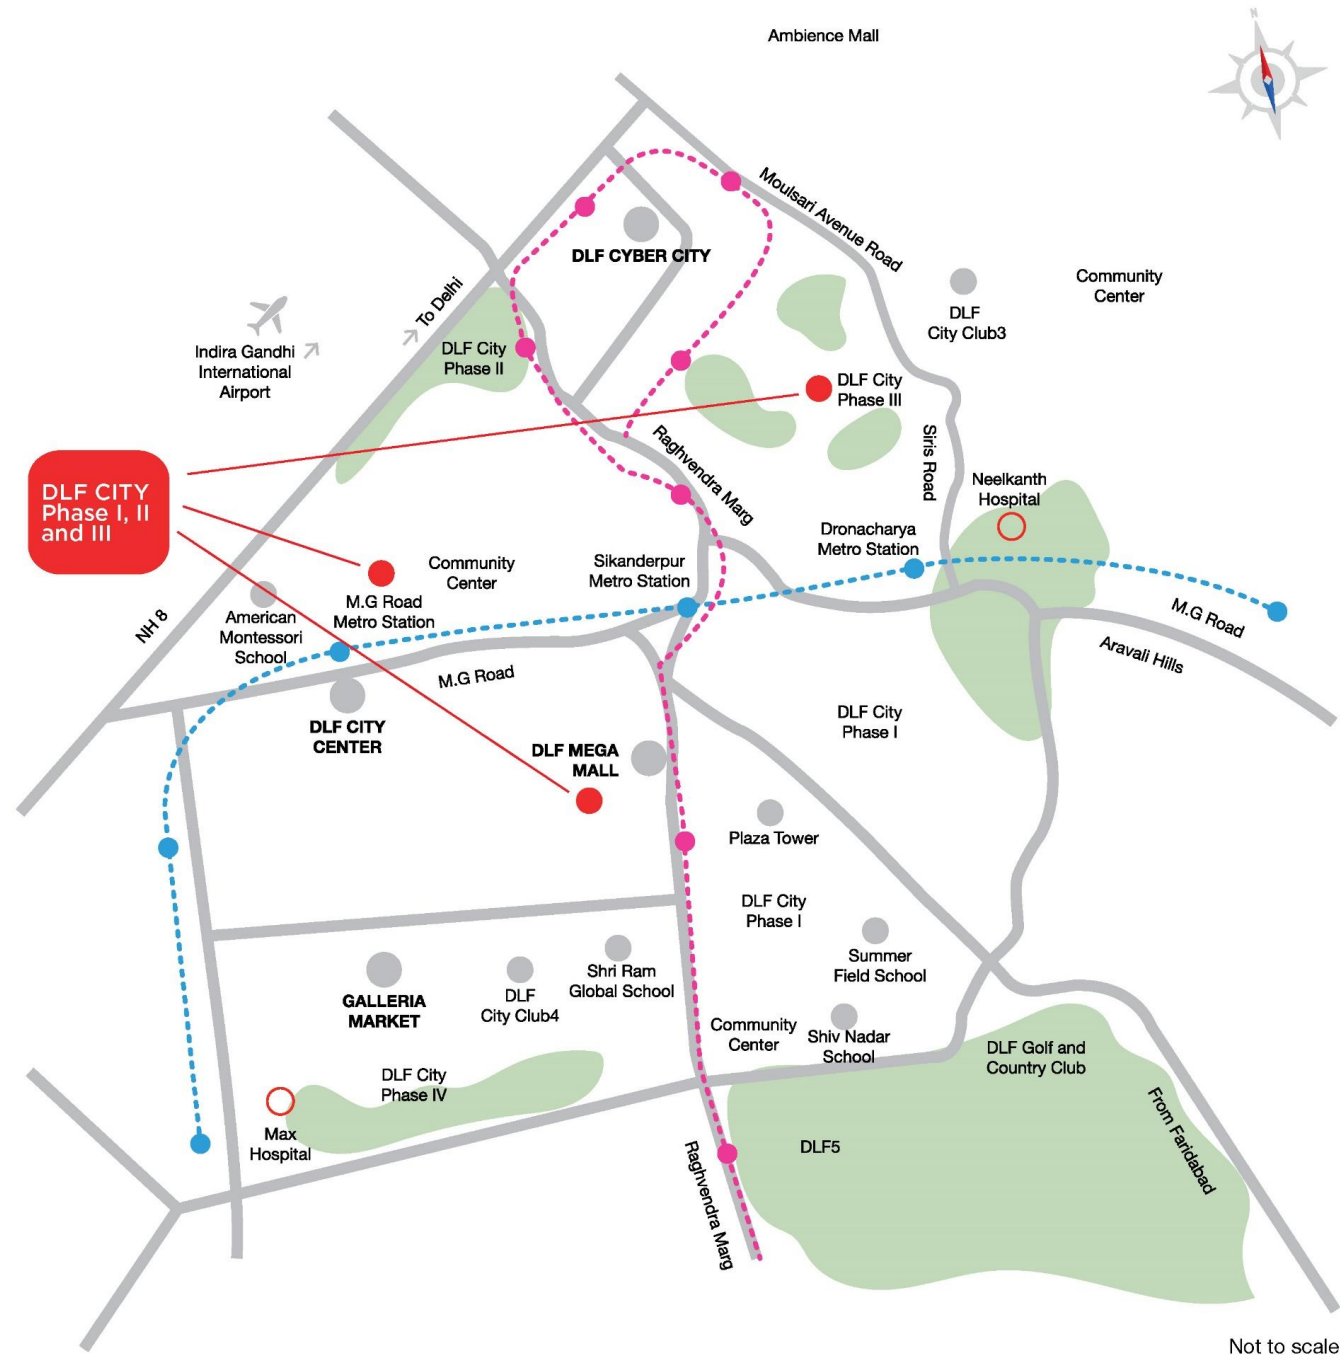 N
Ambience Mall
Moulsari Avenue Road
DLF CYBER CITY
Community
Center
DLF
City Club3
To Delhi
Indira Gandhi
International
Airport
DLF City
Phase II
DLF City
Phase III
Siris Road
Raghvendra Marg
Neelkanth
Hospital
DLF CITY
Phase I, II
and III
Dronacharya
Metro Station
Community
Center
Sikanderpur
Metro Station
NH 8
American
Montessori
School
M.G Road
Metro Station
M.G Road
M.G Road
Aravali Hills
DLF CITY
CENTER
DLF MEGA
MALL
DLF City
Phase I
Plaza Tower
DLF City
Phase I
Summer
Field School
Shri Ram
Global School
DLF
City Club4
GALLERIA
MARKET
Community
Center
Shiv Nadar
School
DLF Golf and
Country Club
DLF City
Phase IV
Max
Hospital
DLF5
Raghvendra Marg
From Faridabad
Not to scale